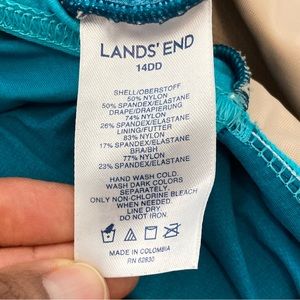 LANDS' END
14DD
SHELL/OBERSTOFF
50% NYLON
50% SPANDEX/ELASTANE
DRAPE/DRAPIERUNG
74% NYLON
26% SPANDEX/ELASTANE
LINING/FUTTER
83% NYLON
17% SPANDEX/ELASTANE
BRA/BH
77% NYLON
23% SPANDEX/ELASTANE
HAND WASK COLD.
WASH DARK COLORS
SEPARATELY.
ONLY NON-CHLORINE BLEACH
WHEN NEEDED.
LINE DRY.
DO NOT IRON.
MADE IN COLOMBIA
RN 62830